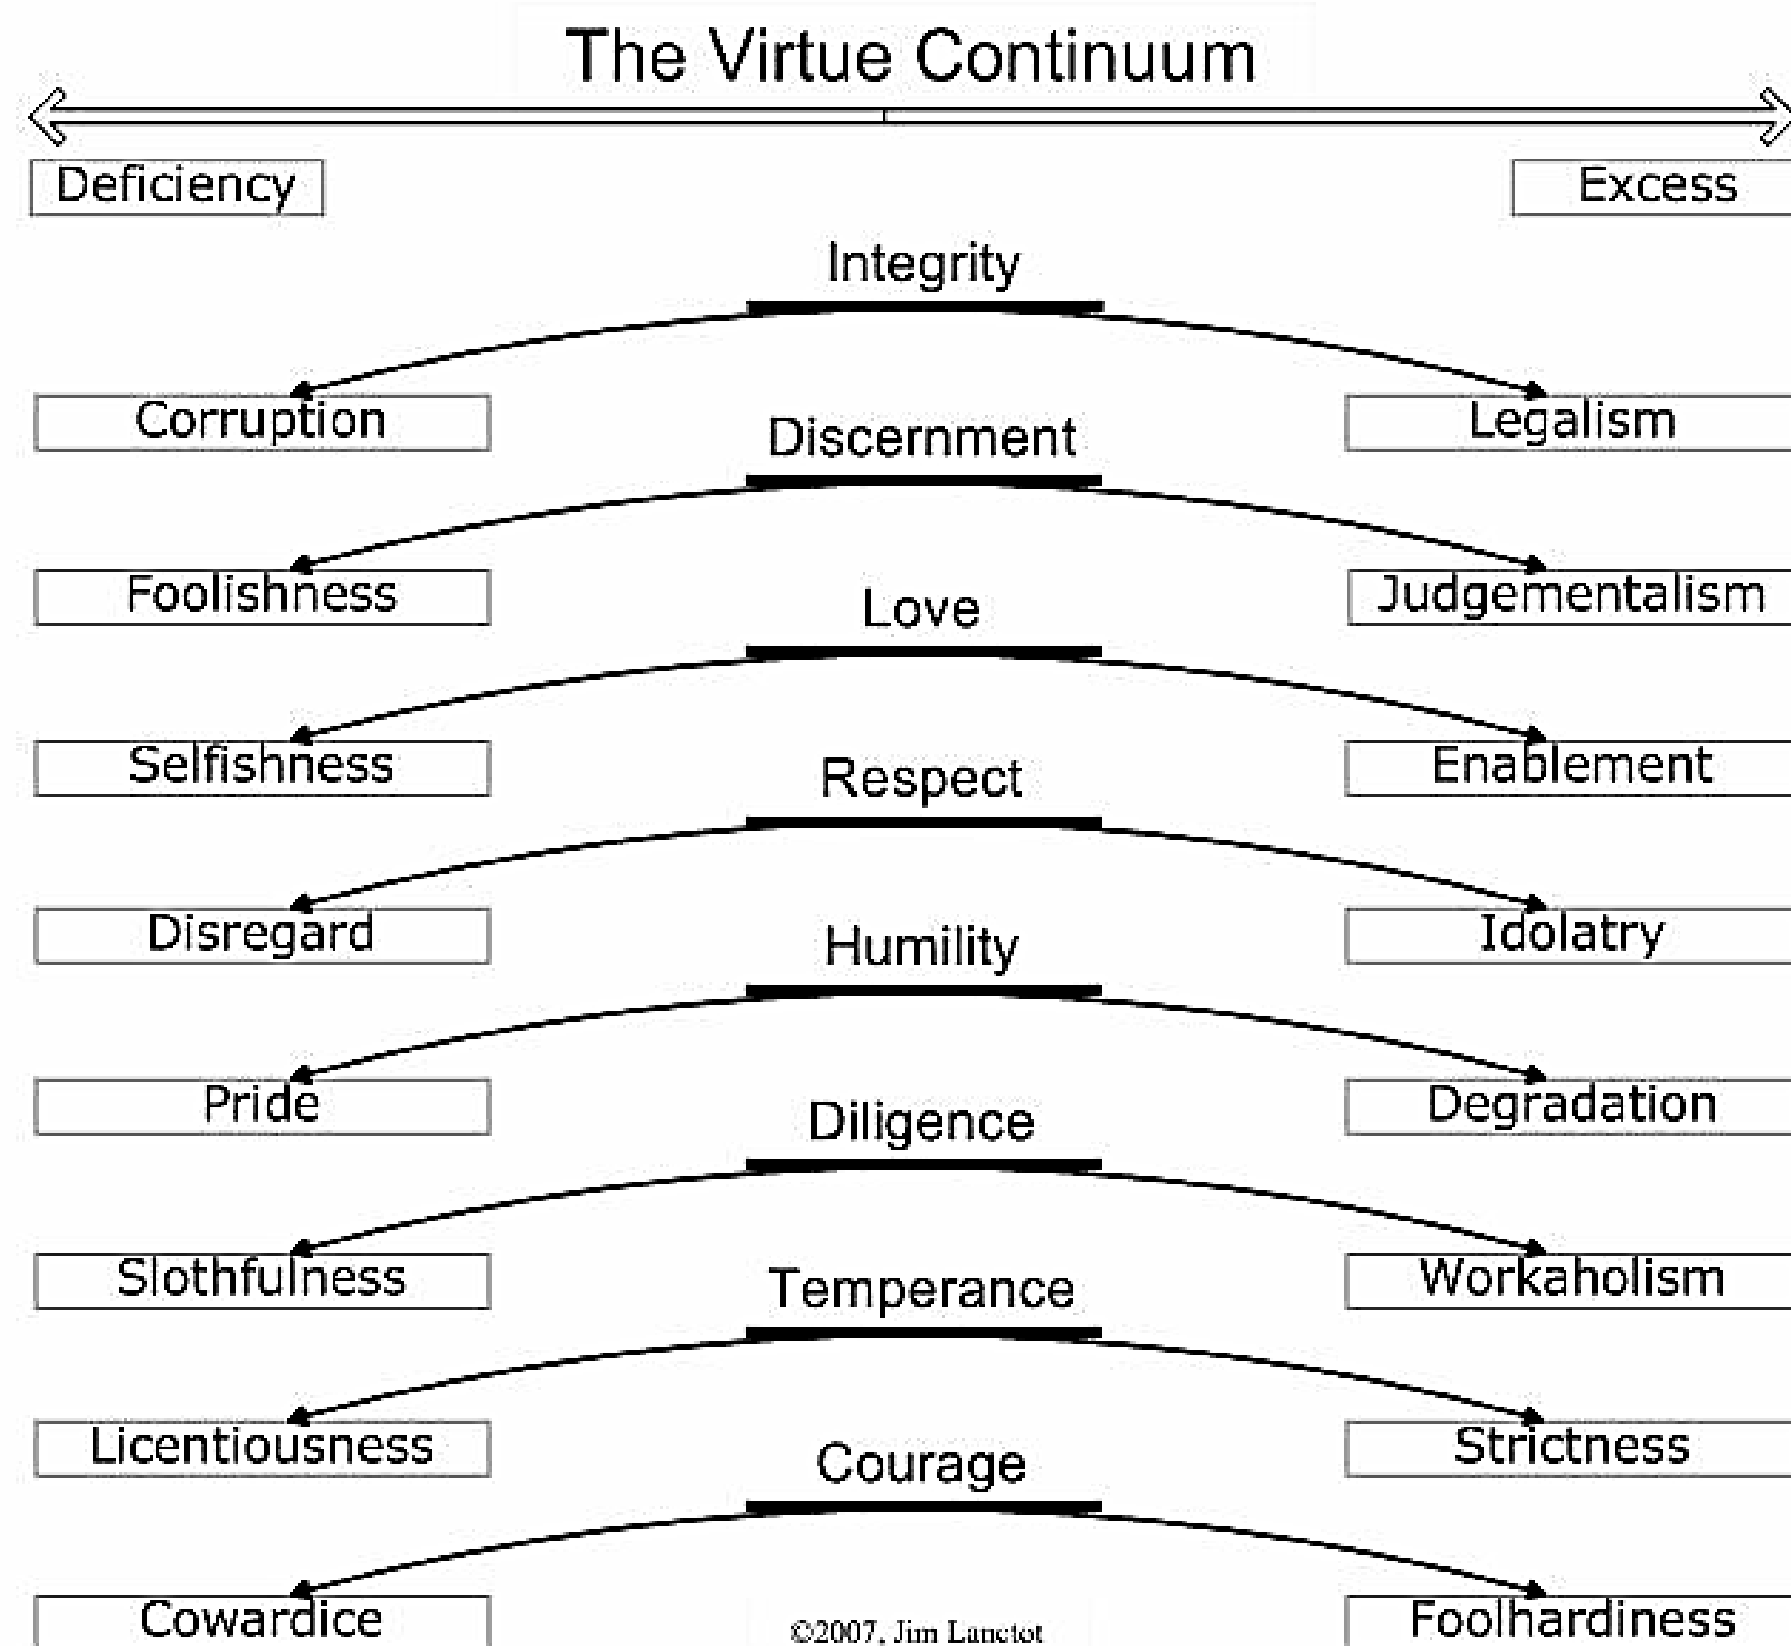 The Virtue Continuum
Deficiency Excess
Integrity
Corruption Legalism
Discernment
Foolishness Judgementalism
Love
Selfishness Enablement
Respect
Disregard Idolatry
Humility
Pride Degradation
Diligence
Slothfulness Workaholism
Temperance
Licentiousness Strictness
Courage
Cowardice Foolhardiness
©2007, Jim Lanctot